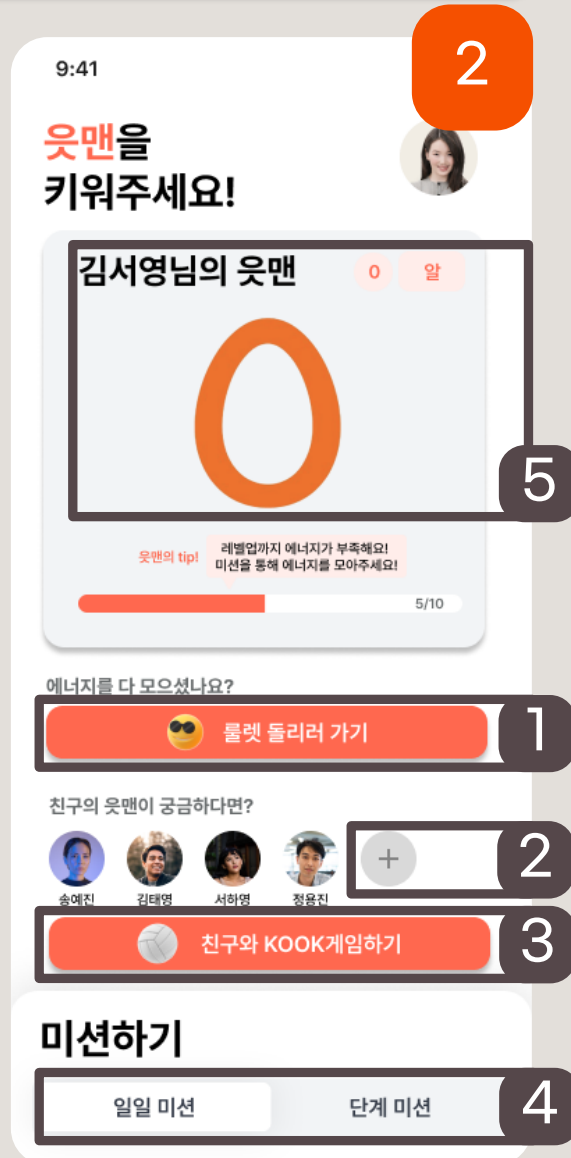 9:41
2
웃맨을
키워주세요!
김서영님의 웃맨
0
알
5
웃맨의 tip!
레벨업까지 에너지가 부족해요!
미션을 통해 에너지를 모아주세요!
5/10
에너지를 다 모으셨나요?
룰렛 돌리러 가기
1
친구의 웃맨이 궁금하다면?
+
2
송예진 김태영 서하영 정용진
친구와 KOOK게임하기
3
미션하기
일일 미션 단계 미션
4